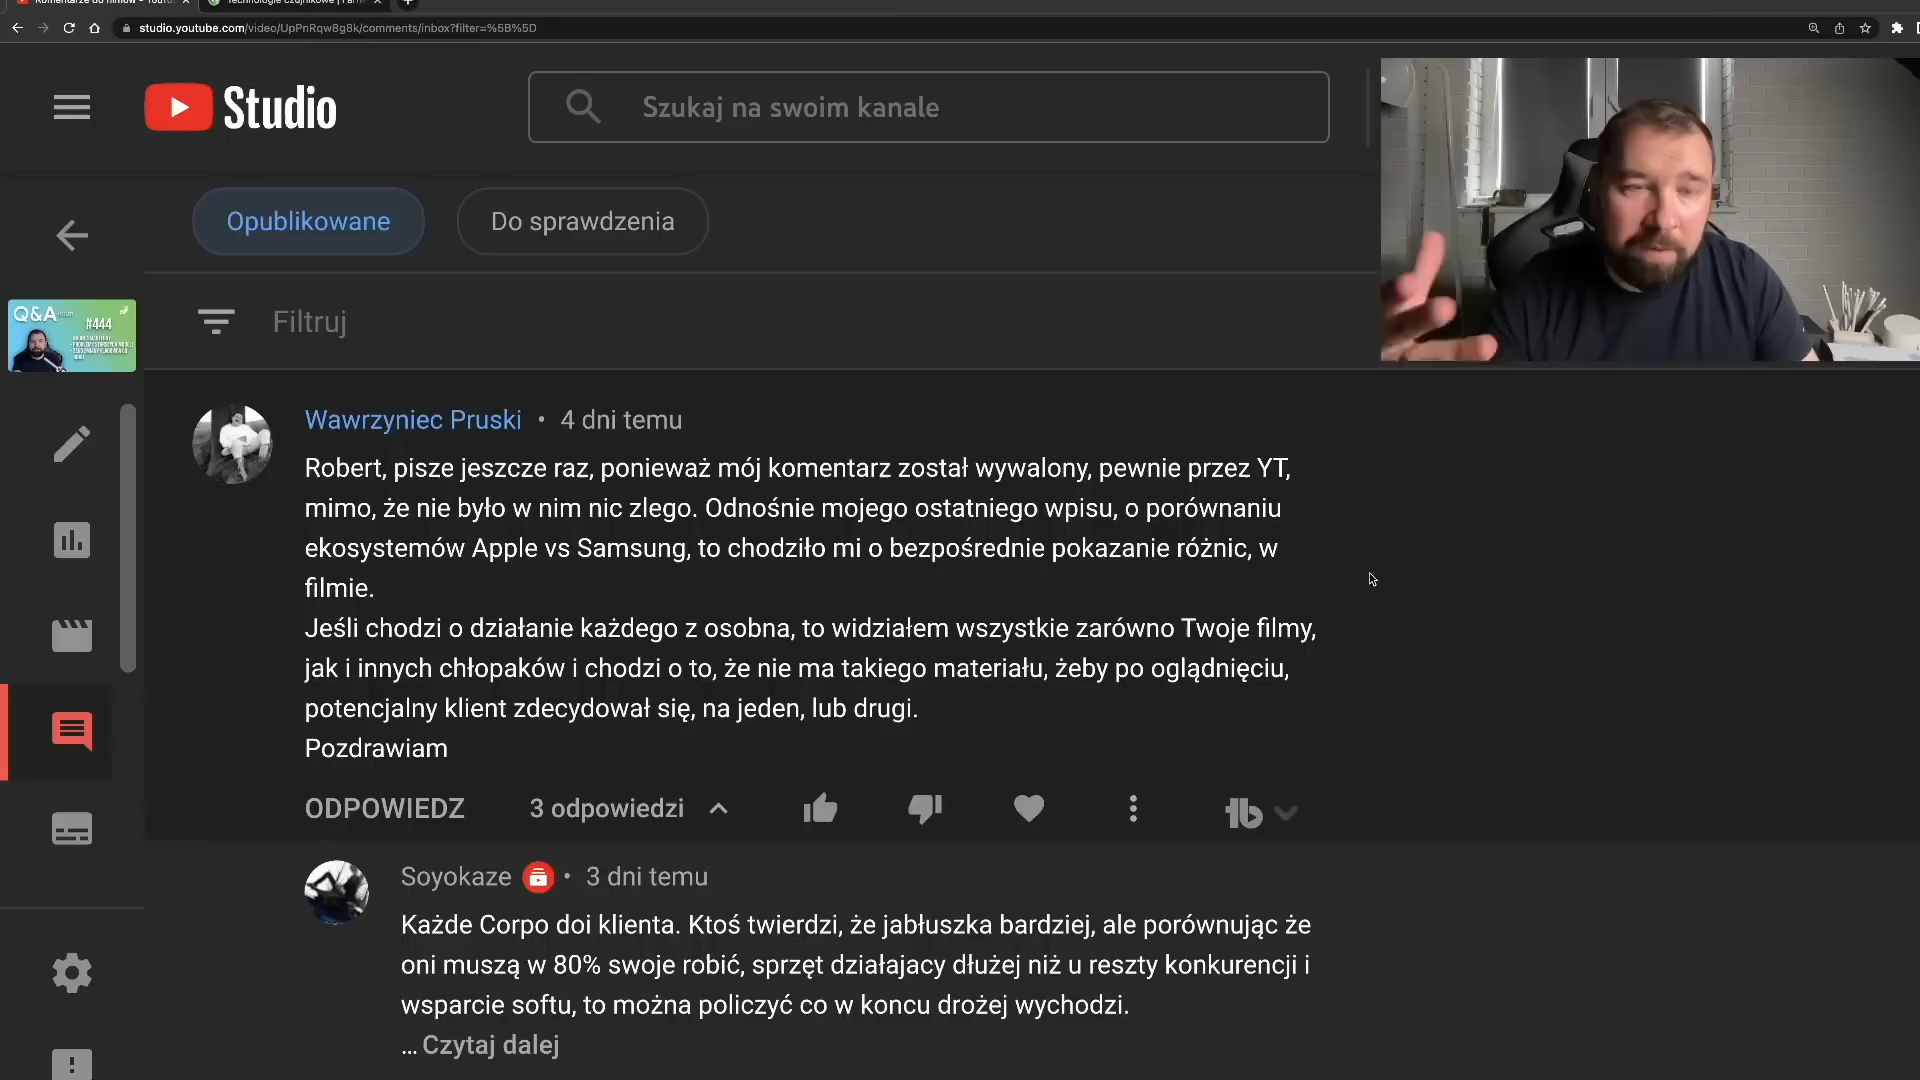 Komentarze do filmów - YouTu
Technologie czujnikowe | Parne
studio.youtube.com/video/UpPnRqw8g8k/comments/inbox?filter=%5B%5D
Studio
Szukaj na swoim kanale
Opublikowane
Do sprawdzenia
Q&A
#444
Filtruj
Wawrzyniec Pruski • 4 dni temu
Robert, pisze jeszcze raz, ponieważ mój komentarz został wywalony, pewnie przez YT,
mimo, że nie było w nim nic zlego. Odnośnie mojego ostatniego wpisu, o porównaniu
ekosystemów Apple vs Samsung, to chodziło mi o bezpośrednie pokazanie różnic, w
filmie.
Jeśli chodzi o działanie każdego z osobna, to widziałem wszystkie zarówno Twoje filmy,
jak i innych chłopaków i chodzi o to, że nie ma takiego materiału, żeby po oglądnięciu,
potencjalny klient zdecydował się, na jeden, lub drugi.
Pozdrawiam
ODPOWIEDZ
3 odpowiedzi
Soyokaze • 3 dni temu
Każde Corpo doi klienta. Ktoś twierdzi, że jabłuszka bardziej, ale porównując że
oni muszą w 80% swoje robić, sprzęt działajacy dłużej niż u reszty konkurencji i
wsparcie softu, to można policzyć co w koncu drożej wychodzi.
... Czytaj dalej